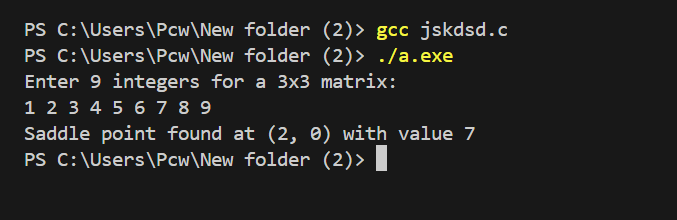 PS C:\Users\Pcw\New folder (2)> gcc jskdsd.c
PS C:\Users\Pcw\New folder (2)> ./a.exe
Enter 9 integers for a 3x3 matrix:
1 2 3 4 5 6 7 8 9
Saddle point found at (2, 0) with value 7
PS C:\Users\Pcw\New folder (2)>